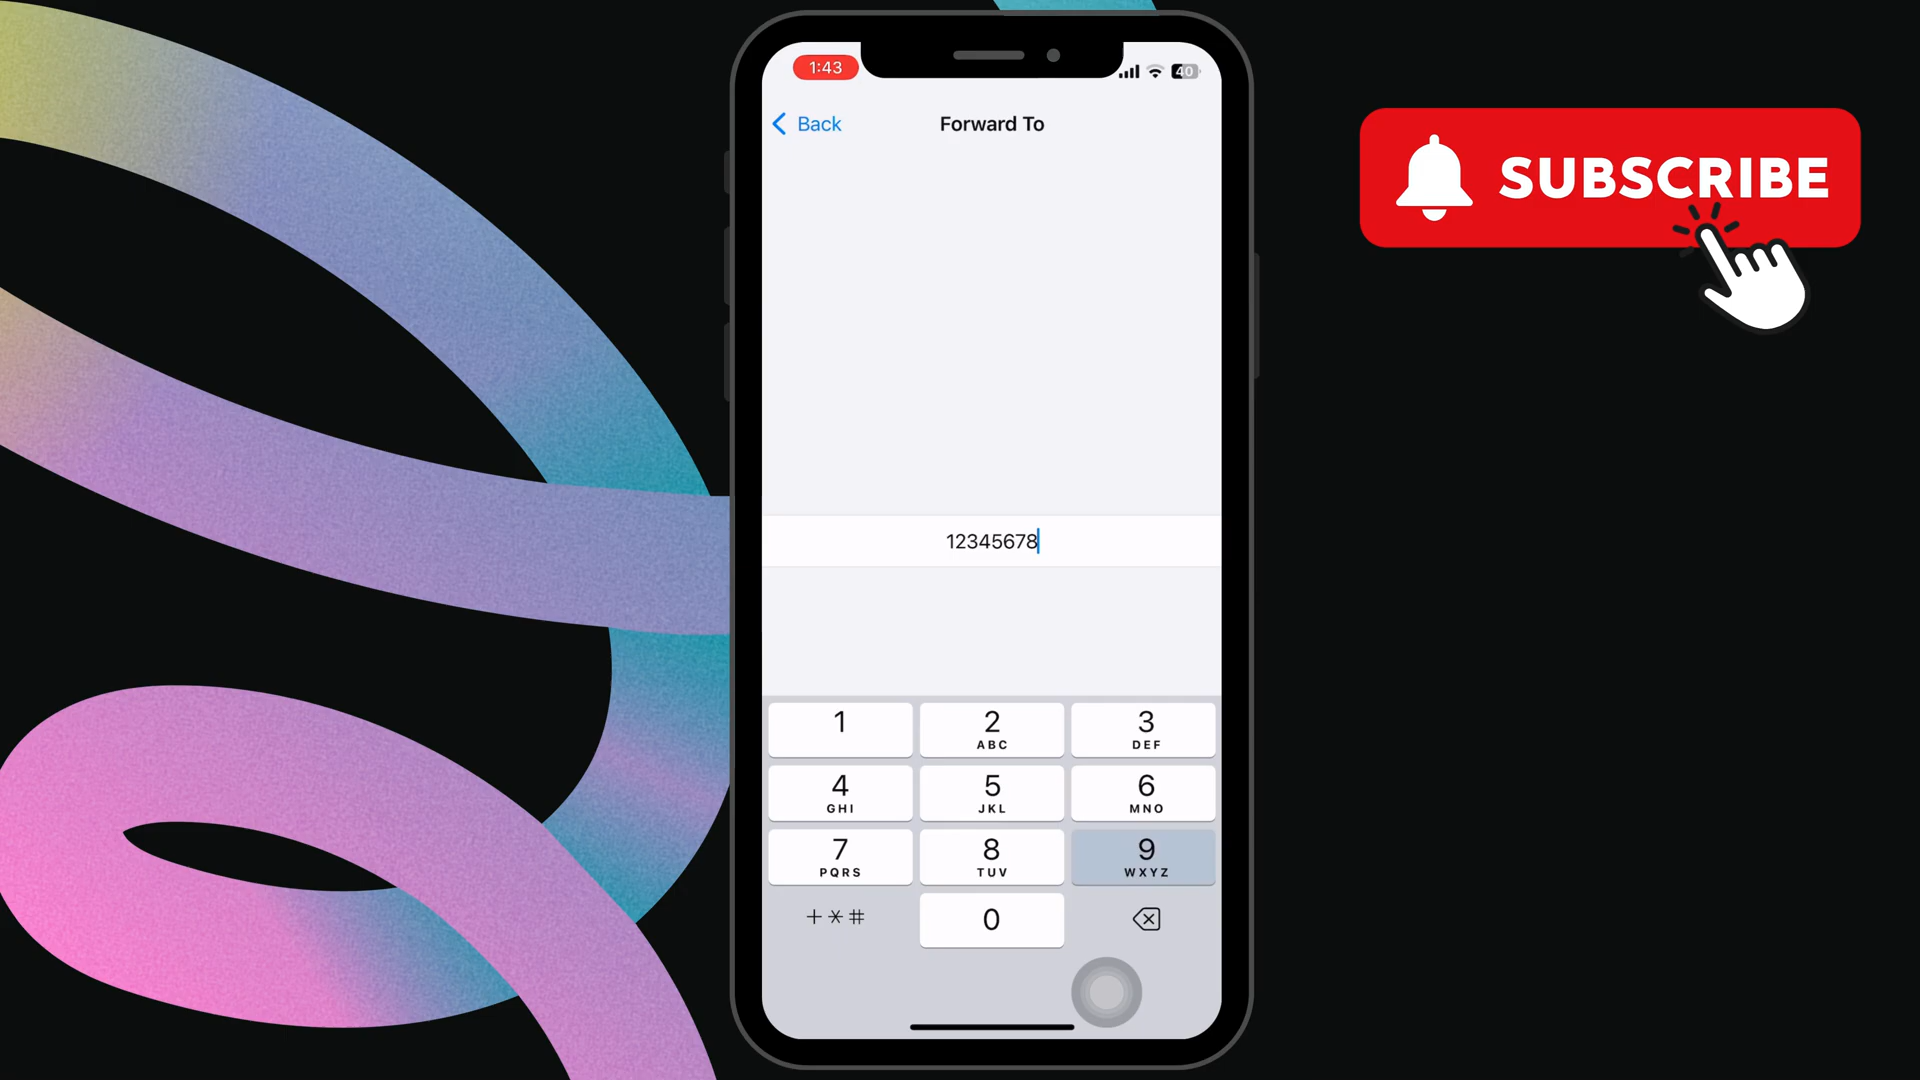 1:43
40
Back
Forward To
SUBSCRIBE
12345678
1
2
ABC
3
DEF
4
GHI
5
JKL
6
MNO
7
PQRS
8
TUV
9
WXYZ
+*#
0